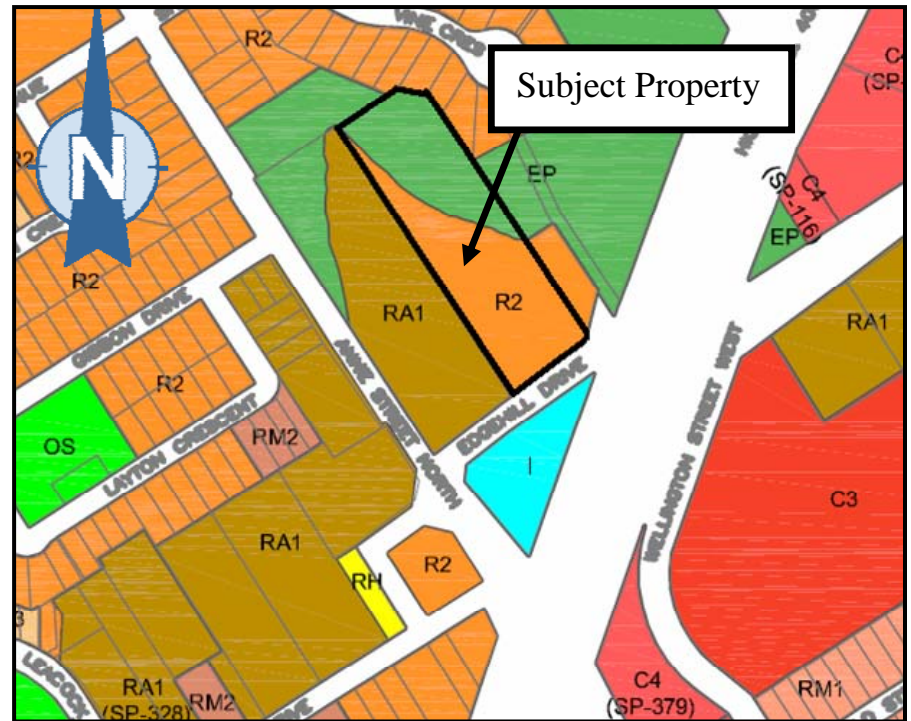 R2
VINE CRES
Subject Property
C4
(SP-116)
EP
EP
N
R2
R2
GIBSON DRIVE
RA1
R2
RA1
R2
OS
LAYTON CRESCENT
RM2
ANNE STREET NORTH
EDGEHILL DRIVE
I
WELLINGTON STREET WEST
C3
RA1
RH
R2
LEACOCK
RA1
(SP-328)
RM2
C4
(SP-379)
RM1